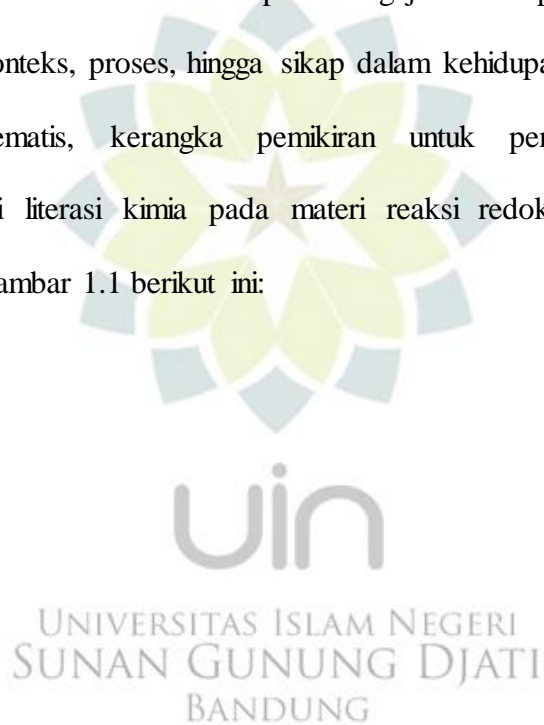 onteks, proses, hingga sikap dalam kehidupa
ematis, kerangka pemikiran untuk per
i literasi kimia pada materi reaksi redok
ambar 1.1 berikut ini:
uin
UNIVERSITAS ISLAM NEGERI
SUNAN GUNUNG DJATI
BANDUNG